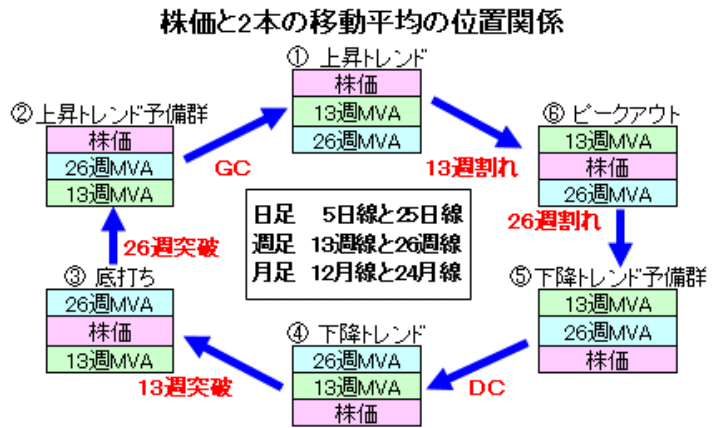 株価と2本の移動平均の位置関係
① 上昇トレンド
株価
13週MVA
26週MVA
② 上昇トレンド予備群
株価
26週MVA
13週MVA
GC
13週割れ
⑥ ピークアウト
13週MVA
株価
26週MVA
26週割れ
日足 5日線と25日線
週足 13週線と26週線
月足 12月線と24月線
26週突破
③ 底打ち
26週MVA
株価
13週MVA
⑤ 下降トレンド予備群
13週MVA
26週MVA
株価
④ 下降トレンド
26週MVA
13週MVA
株価
13週突破
DC